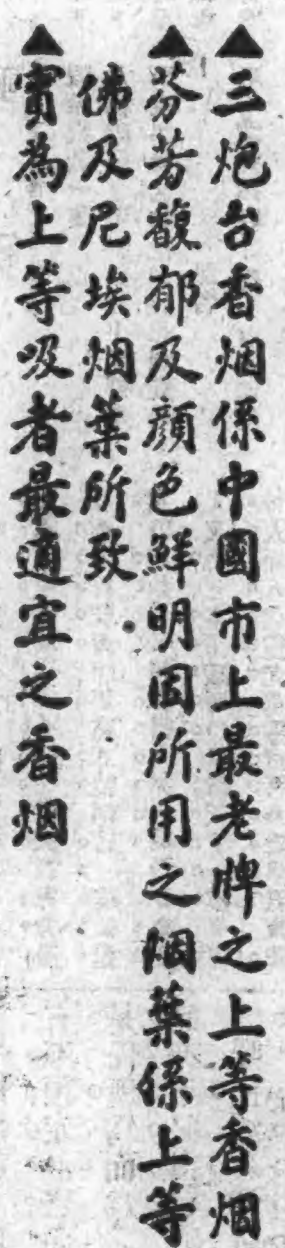 ▲三炮台香烟係中國市上最老牌之上等香烟
▲芬芳馥郁及顏色鮮明因所用之烟葉係上等
佛及尼埃烟葉所致
▲實為上等吸者最適宜之香烟